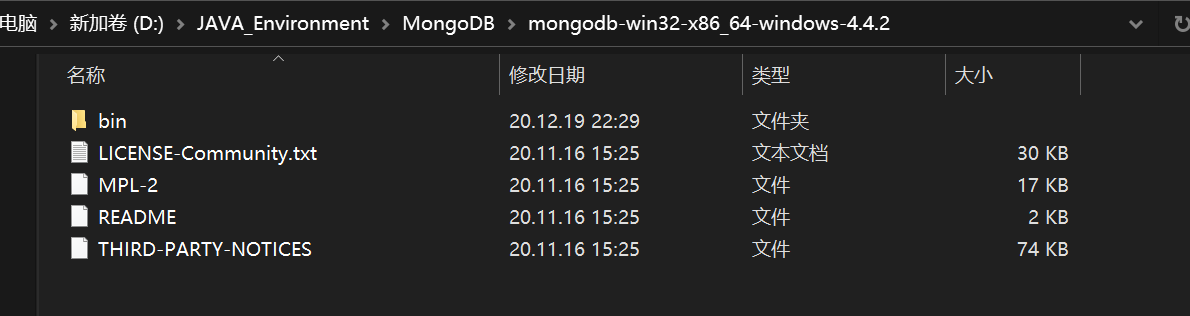 电脑 > 新加卷 (D:) > JAVA_Environment > MongoDB > mongodb-win32-x86_64-windows-4.4.2
名称 修改日期 类型 大小
bin 20.12.19 22:29 文件夹
LICENSE-Community.txt 20.11.16 15:25 文本文档 30 KB
MPL-2 20.11.16 15:25 文件 17 KB
README 20.11.16 15:25 文件 2 KB
THIRD-PARTY-NOTICES 20.11.16 15:25 文件 74 KB